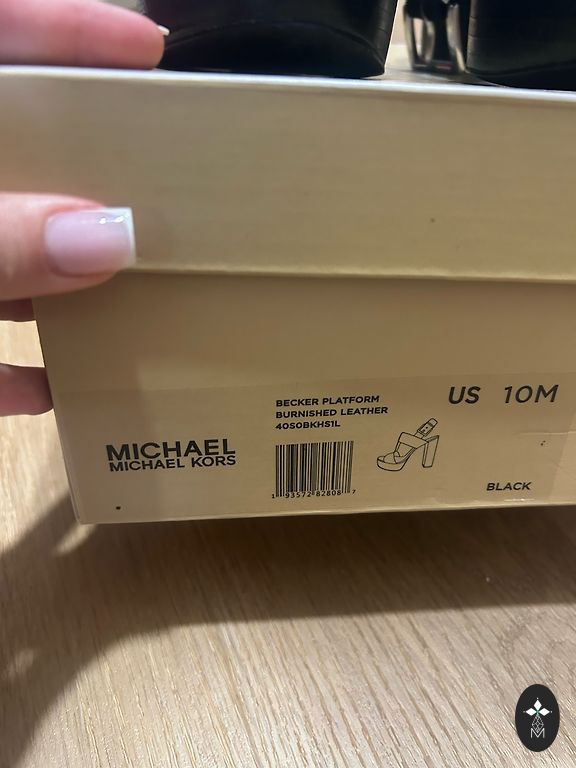 BECKER PLATFORM
BURNISHED LEATHER
40S0BKHS1L
US 10M
MICHAEL
MICHAEL KORS
1 93572 82808 7
BLACK
M